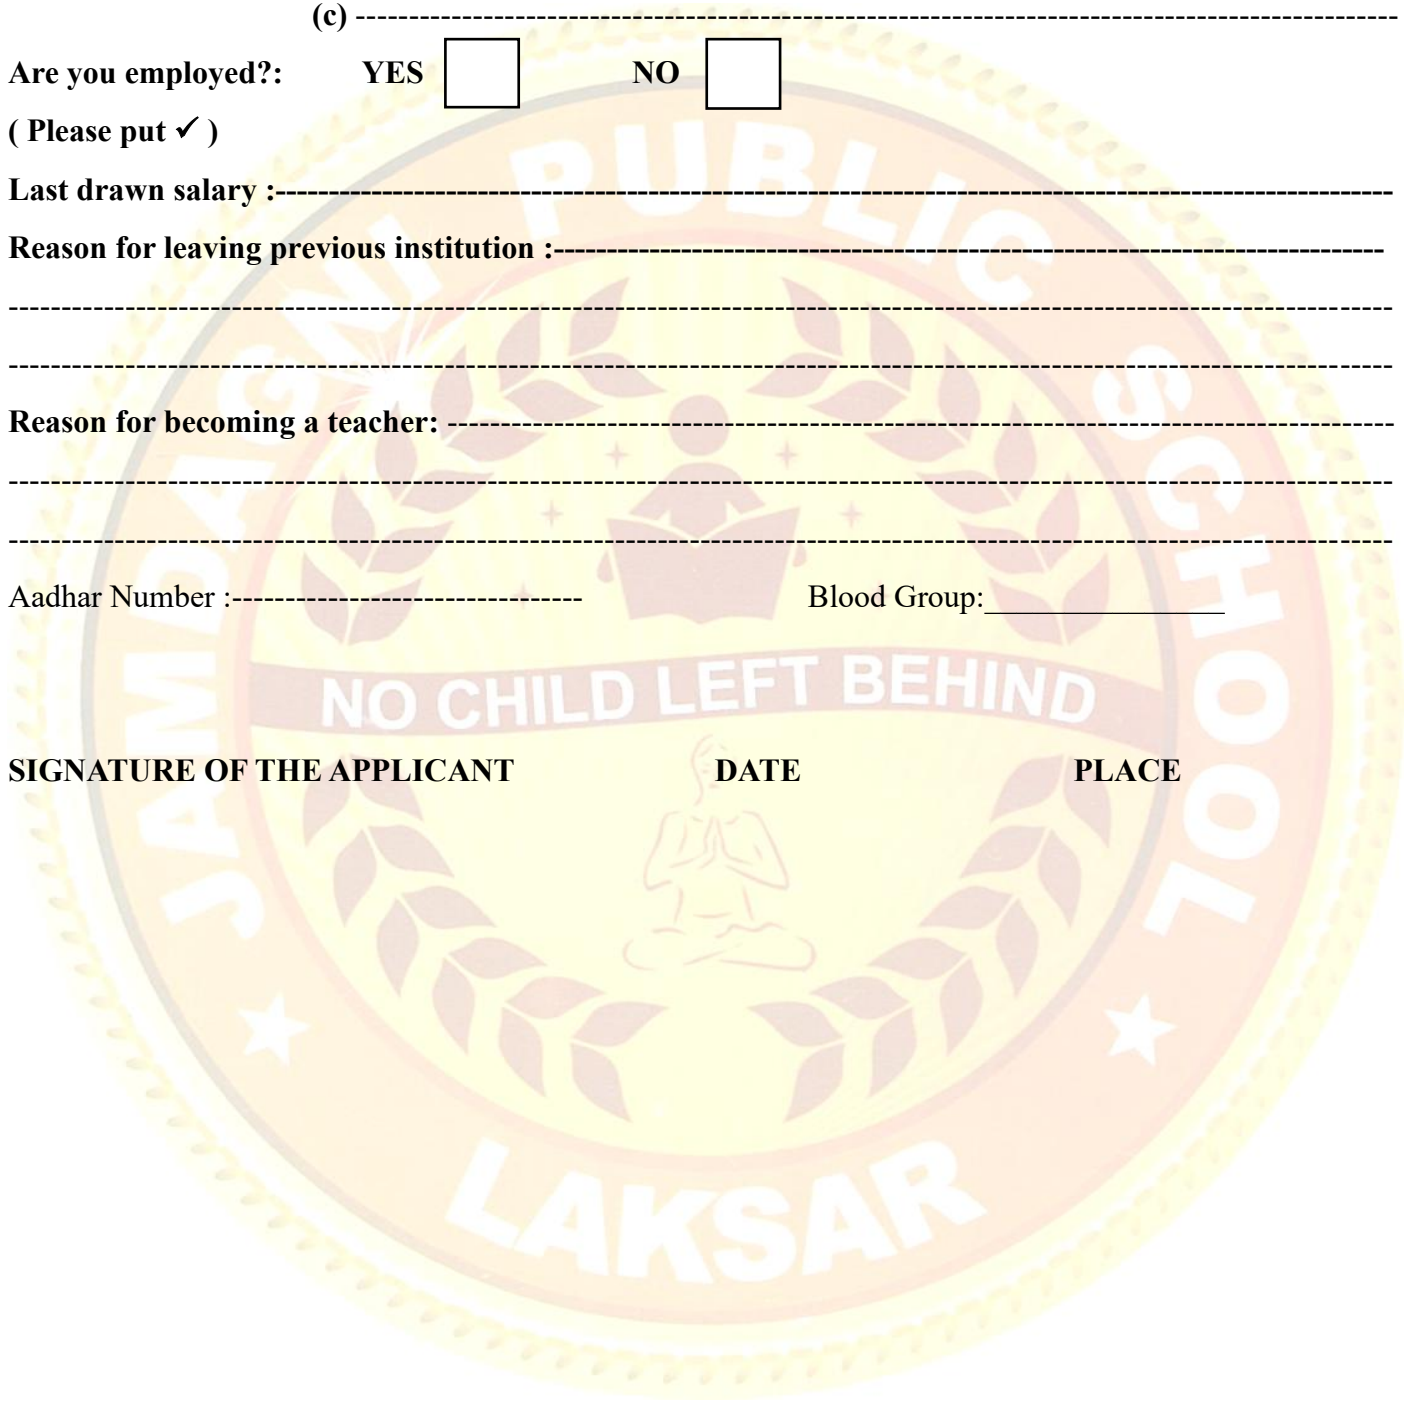 (c) ------------------------------------------------------------
Are you employed?: YES NO
( Please put ✓ )
Last drawn salary :------------------------------------------------------------
Reason for leaving previous institution :------------------------------------------------------------
------------------------------------------------------------
------------------------------------------------------------
Reason for becoming a teacher: ------------------------------------------------------------
------------------------------------------------------------
------------------------------------------------------------
Aadhar Number :--------------------------------- Blood Group:_______________
SIGNATURE OF THE APPLICANT DATE PLACE
JAMDAGNI PUBLIC SCHOOL
NO CHILD LEFT BEHIND
LAKSAR